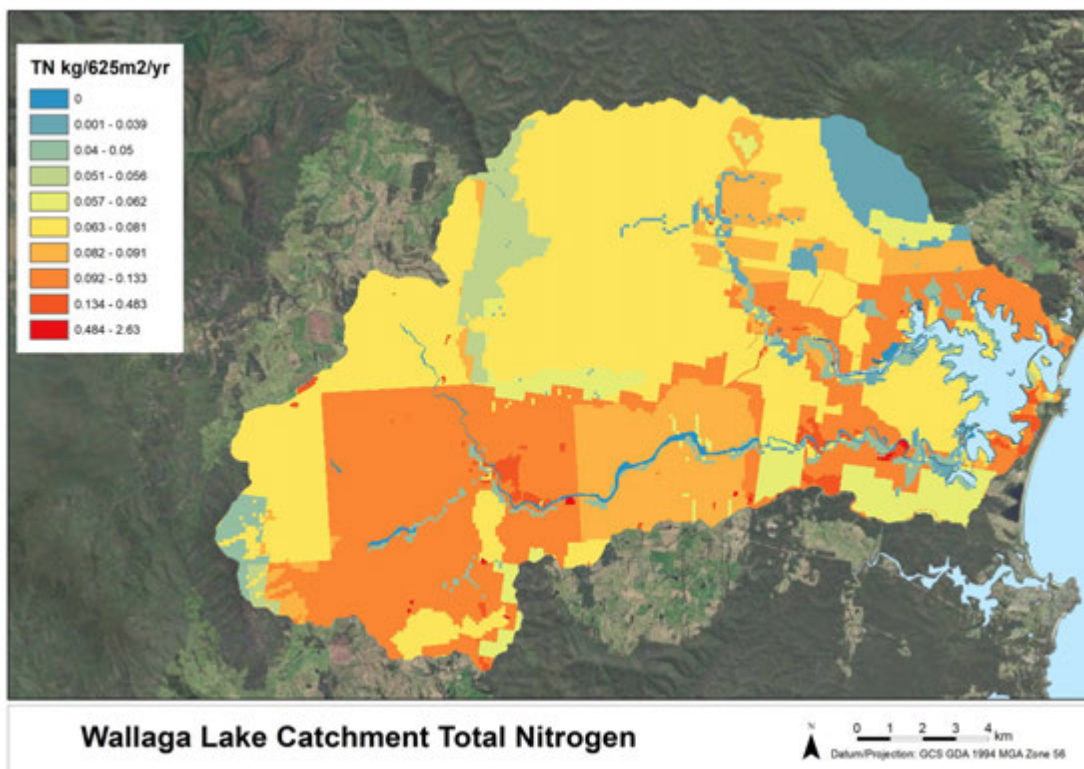 TN kg/625m2/yr
0
0.001 - 0.039
0.04 - 0.05
0.051 - 0.056
0.057 - 0.062
0.063 - 0.081
0.082 - 0.091
0.092 - 0.133
0.134 - 0.483
0.484 - 2.63
Wallaga Lake Catchment Total Nitrogen
N
0 1 2 3 4
km
Datum/Projection: GCS GDA 1994 MGA Zone 56